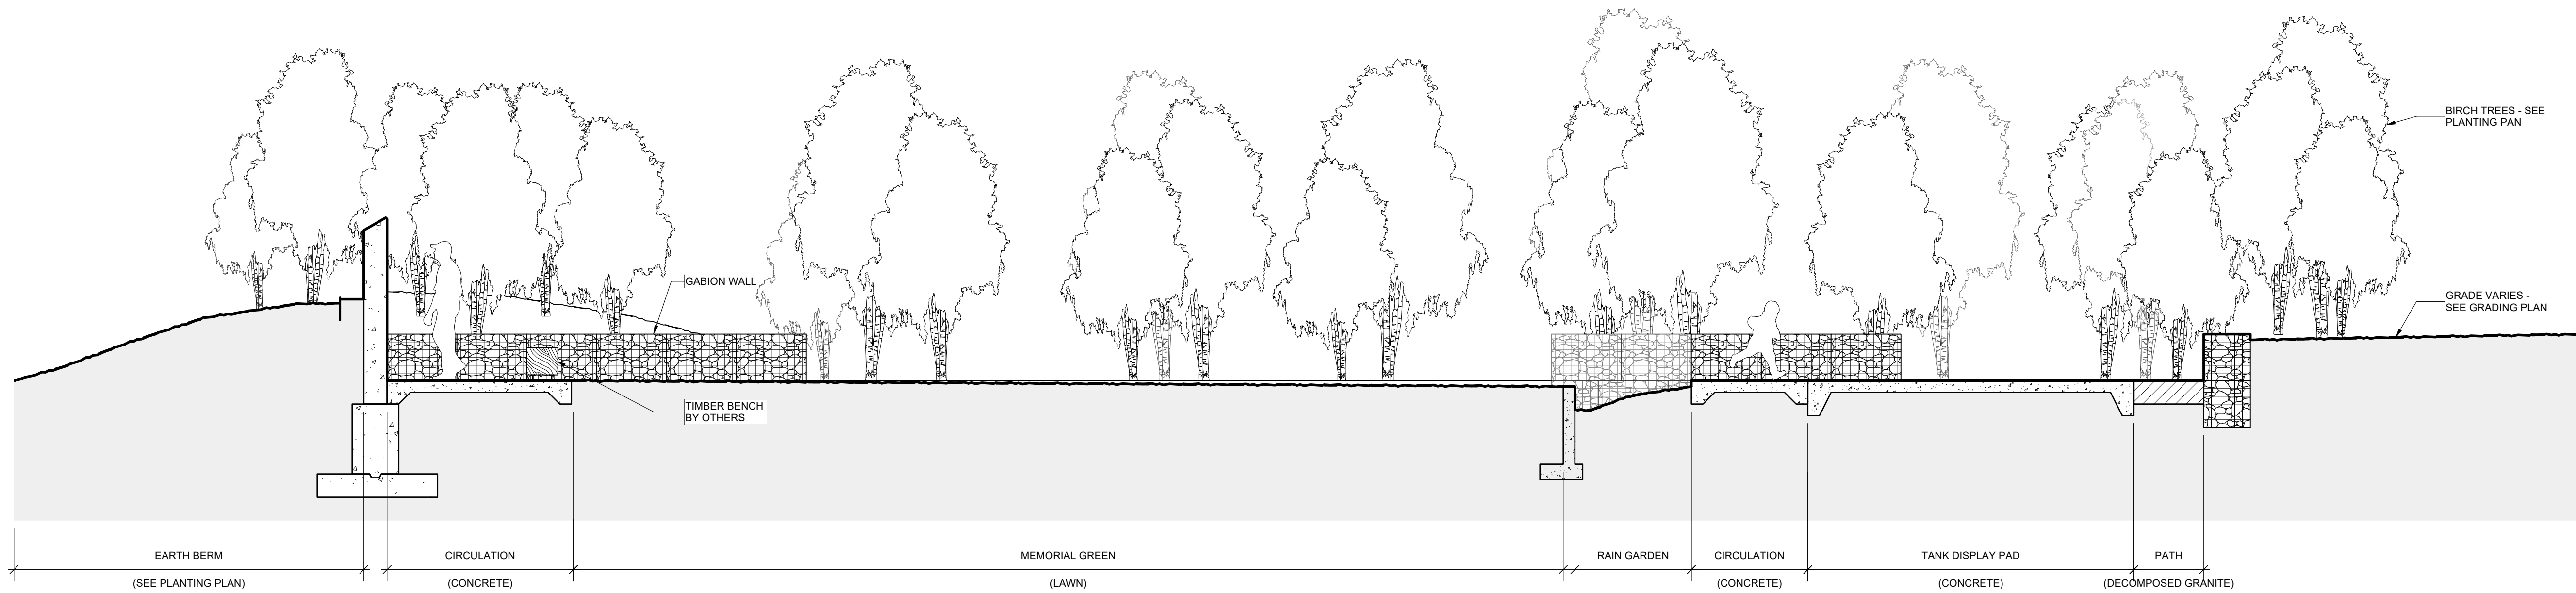 BIRCH TREES - SEE
PLANTING PAN
GABION WALL
GRADE VARIES -
SEE GRADING PLAN
TIMBER BENCH
BY OTHERS
EARTH BERM
(SEE PLANTING PLAN)
CIRCULATION
(CONCRETE)
MEMORIAL GREEN
(LAWN)
RAIN GARDEN
CIRCULATION
(CONCRETE)
TANK DISPLAY PAD
(CONCRETE)
PATH
(DECOMPOSED GRANITE)